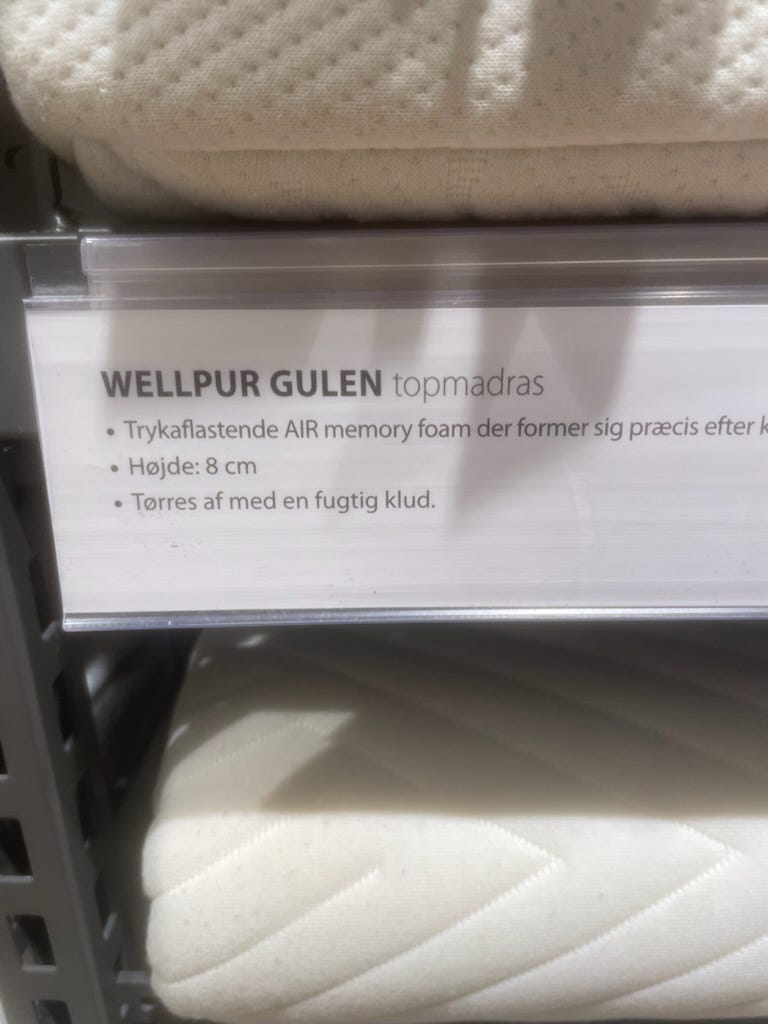 WELLPUR GULEN topmadras
• Trykaflastende AIR memory foam der former sig præcis efter
• Højde: 8 cm
• Tørres af med en fugtig klud.